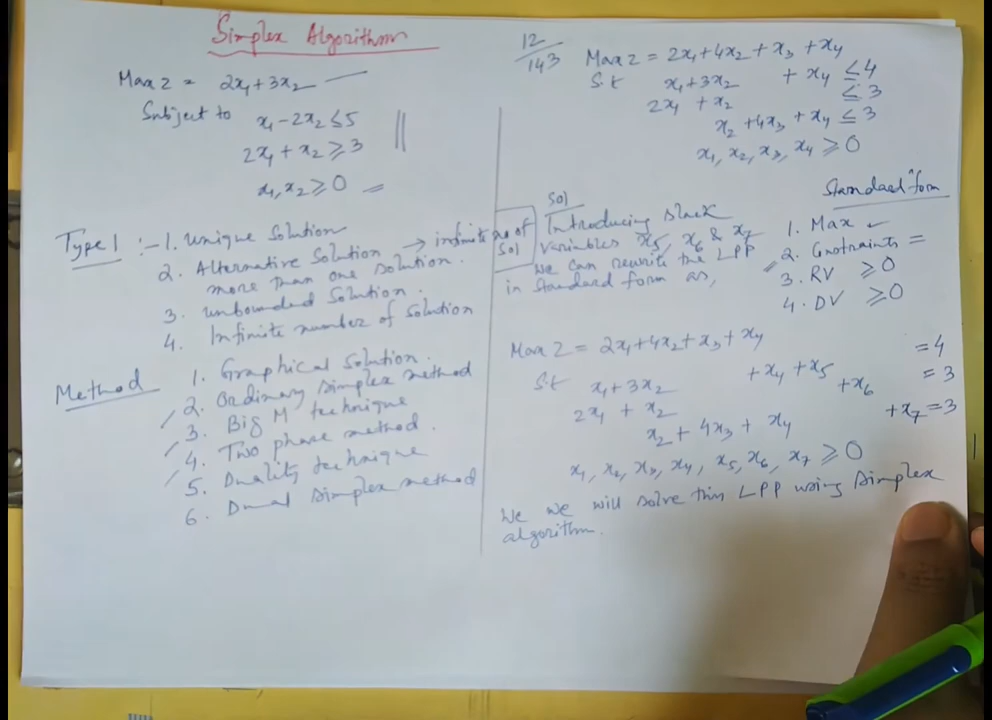 Simplex Algorithm
Max Z = 2x₁+3x₂
Subject to x₁-2x₂≤5
2x₁+x₂≥3
x₁,x₂≥0
Type 1 :- 1. Unique Solution
2. Alternative Solution → infinite no of sol
more than one solution.
3. unbounded Solution.
4. Infinite number of solution
Method 1. Graphical Solution.
2. Ordinary simplex method
3. Big M technique
4. Two phase method.
5. Duality technique
6. Dual simplex method
12/143
Max Z = 2x₁+4x₂+x₃+x₄
S.t x₁+3x₂ +x₄ ≤4
2x₁+x₂ ≤3
x₂+4x₃+x₄ ≤3
x₁,x₂,x₃,x₄ ≥0
Standard form
1. Max
2. Constraints =
3. RV ≥0
4. DV ≥0
Sol
Introducing slack
variables x₅, x₆ & x₇
we can rewrite the LPP
in standard form as,
Max Z = 2x₁+4x₂+x₃+x₄
S.t x₁+3x₂ +x₄+x₅ =4
2x₁+x₂ +x₆ =3
x₂+4x₃+x₄ +x₇=3
x₁,x₂,x₃,x₄,x₅,x₆,x₇ ≥0
We we will solve this LPP using Simplex
algorithm.